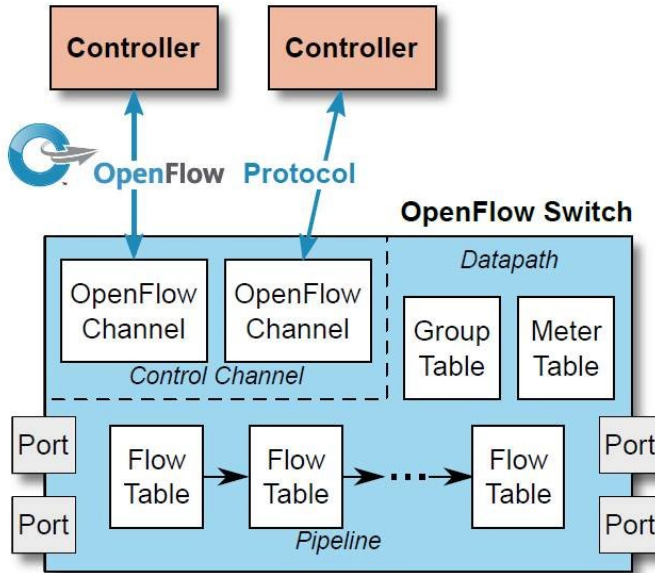 Controller
Controller
OpenFlow Protocol
™
OpenFlow Switch
Datapath
OpenFlow
Channel
OpenFlow
Channel
Control Channel
Group
Table
Meter
Table
Port
Port
Flow
Table
Flow
Table
Flow
Table
Port
Port
Pipeline